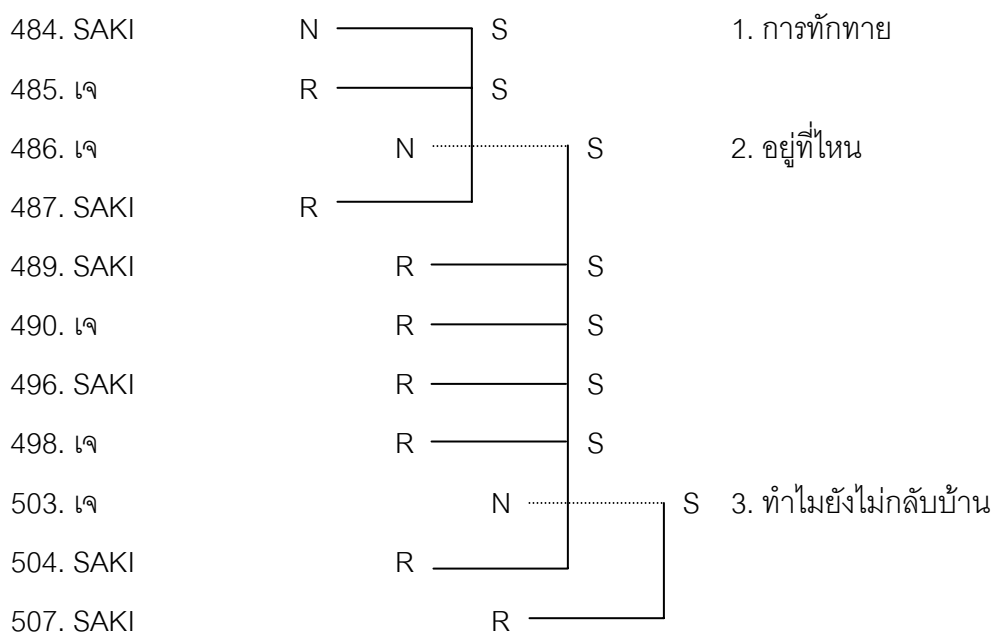 484. SAKI N S 1. การทักทาย
485. เจ R S
486. เจ N S 2. อยู่ที่ไหน
487. SAKI R
489. SAKI R S
490. เจ R S
496. SAKI R S
498. เจ R S
503. เจ N S 3. ทำไมยังไม่กลับบ้าน
504. SAKI R
507. SAKI R